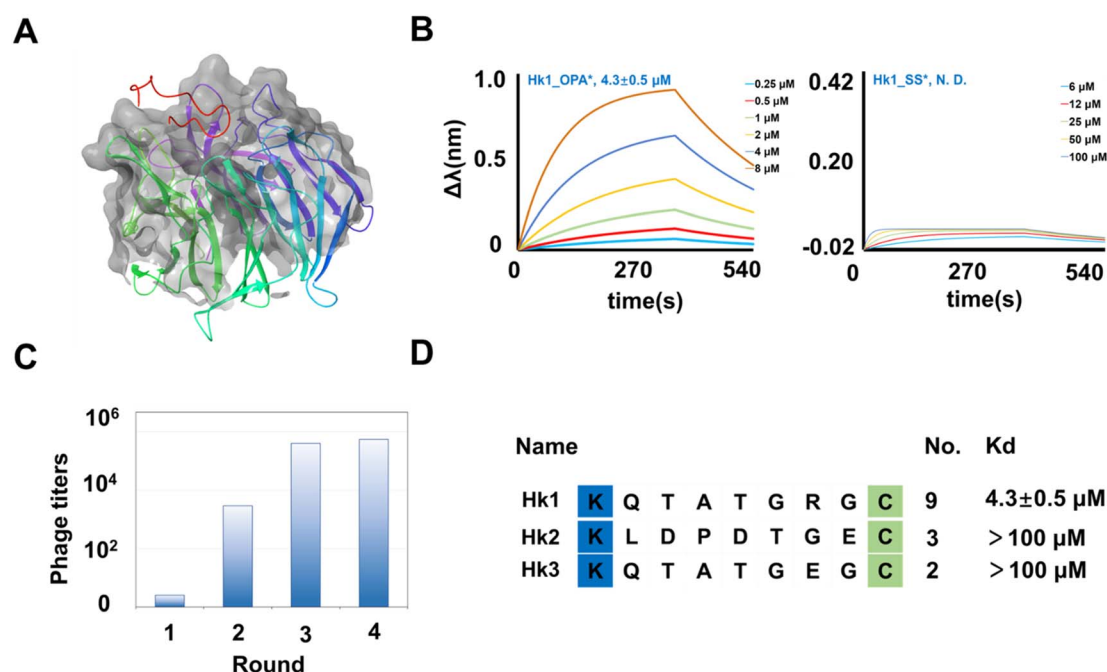 A
B
1.0
0.5
0
Δλ(nm)
Hk1_OPA*, 4.3±0.5 μM
0.25 μM
0.5 μM
1 μM
2 μM
4 μM
8 μM
0 270 540
time(s)
0.42
0.20
-0.02
Hk1_SS*, N. D.
6 μM
12 μM
25 μM
50 μM
100 μM
0 270 540
time(s)
C
Phage titers
10⁶
10⁴
10²
0
1 2 3 4
Round
D
Name No. Kd
Hk1 K Q T A T G R G C 9 4.3±0.5 μM
Hk2 K L D P D T G E C 3 ＞100 μM
Hk3 K Q T A T G E G C 2 ＞100 μM